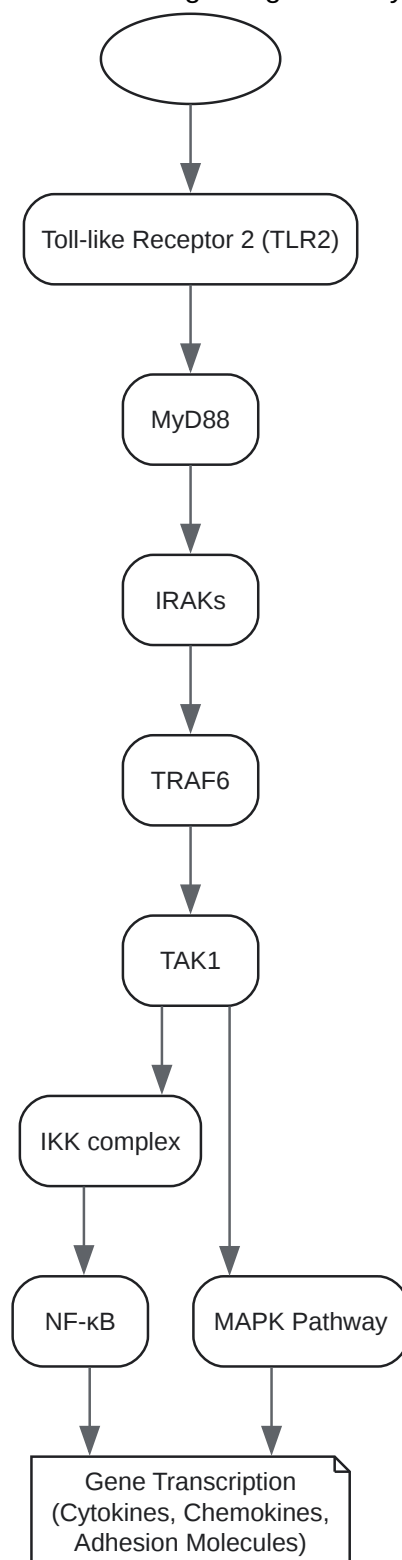 Toll-like Receptor 2 (TLR2)
MyD88
IRAKs
TRAF6
TAK1
IKK complex
NF-κB
MAPK Pathway
Gene Transcription
(Cytokines, Chemokines,
Adhesion Molecules)